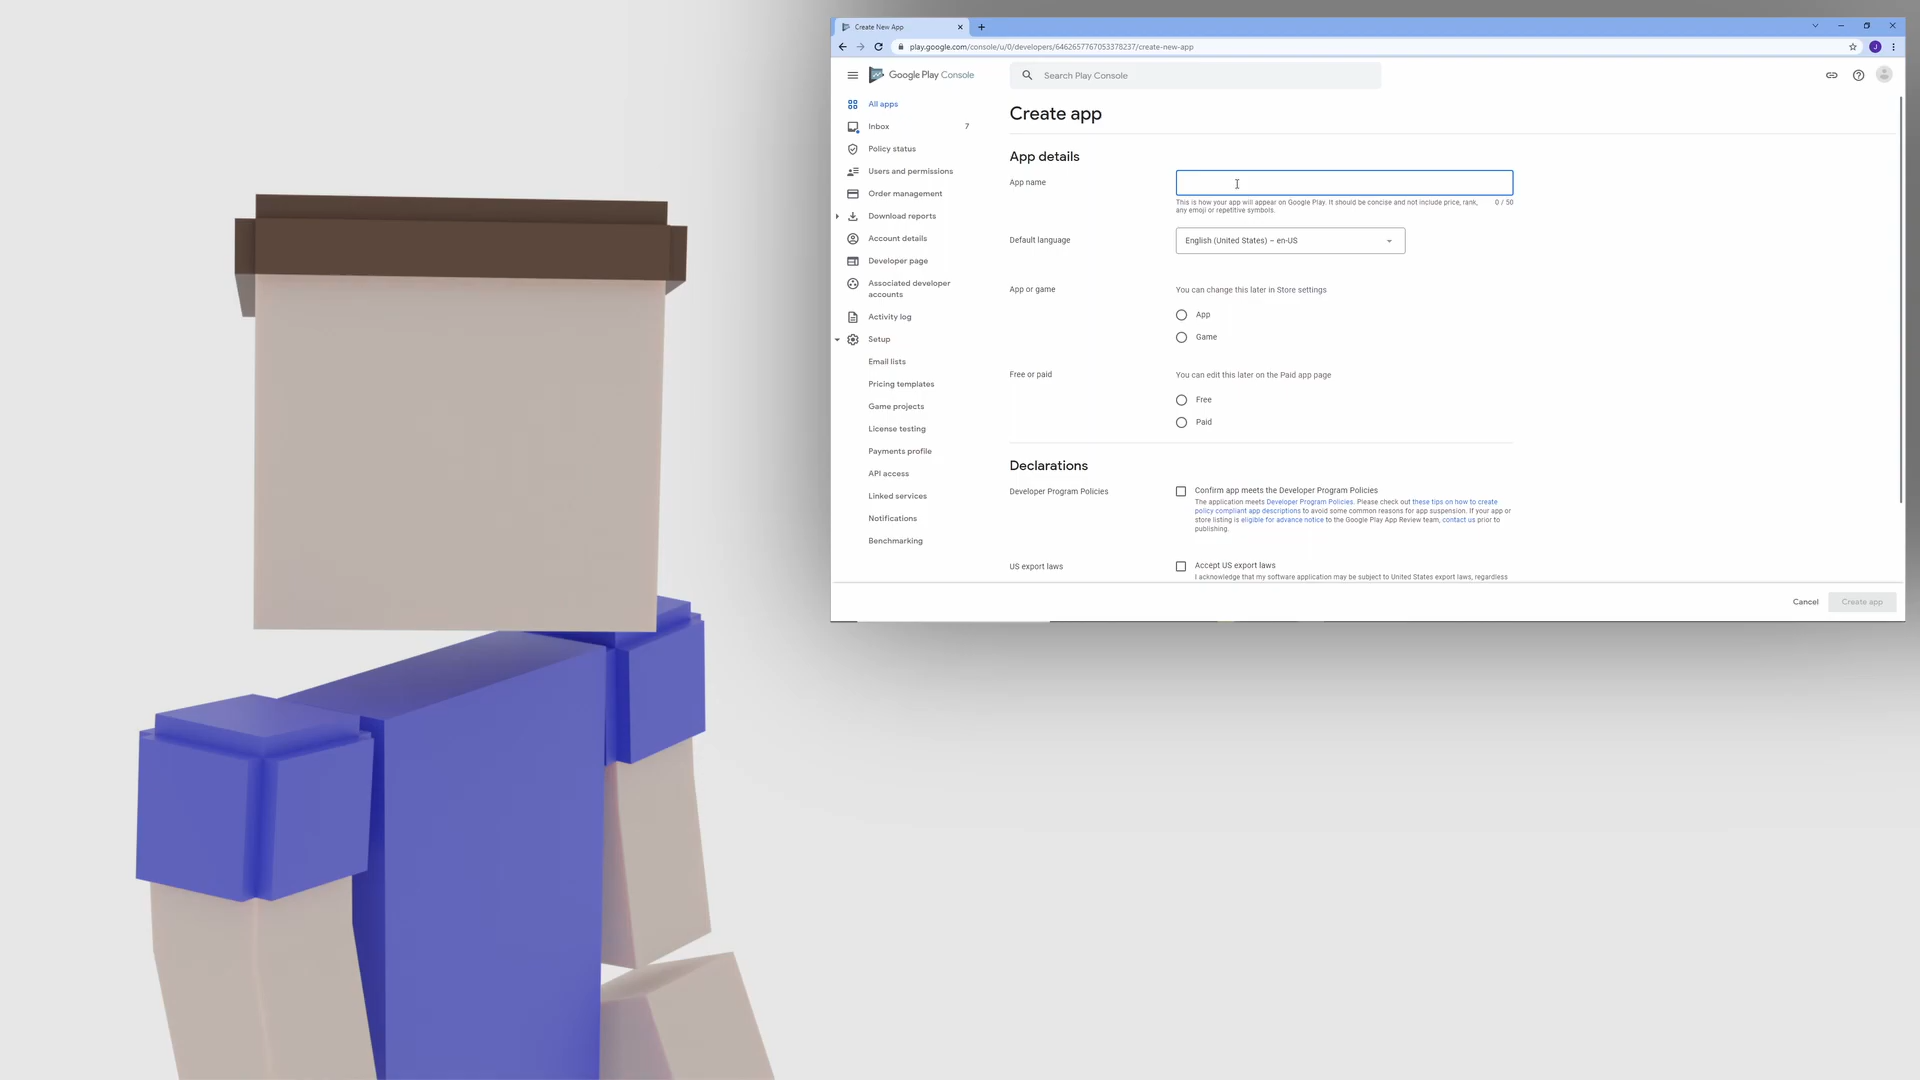 Create New App
play.google.com/console/u/0/developers/6462657767053378237/create-new-app
J
Google Play Console
Search Play Console
All apps
Inbox 7
Policy status
Users and permissions
Order management
Download reports
Account details
Developer page
Associated developer
accounts
Activity log
Setup
Email lists
Pricing templates
Game projects
License testing
Payments profile
API access
Linked services
Notifications
Benchmarking
Create app
App details
App name
This is how your app will appear on Google Play. It should be concise and not include price, rank, 0 / 50
any emoji or repetitive symbols.
Default language
English (United States) – en-US
App or game
You can change this later in Store settings
App
Game
Free or paid
You can edit this later on the Paid app page
Free
Paid
Declarations
Developer Program Policies
Confirm app meets the Developer Program Policies
The application meets Developer Program Policies. Please check out these tips on how to create
policy compliant app descriptions to avoid some common reasons for app suspension. If your app or
store listing is eligible for advance notice to the Google Play App Review team, contact us prior to
publishing.
US export laws
Accept US export laws
I acknowledge that my software application may be subject to United States export laws, regardless
Cancel
Create app